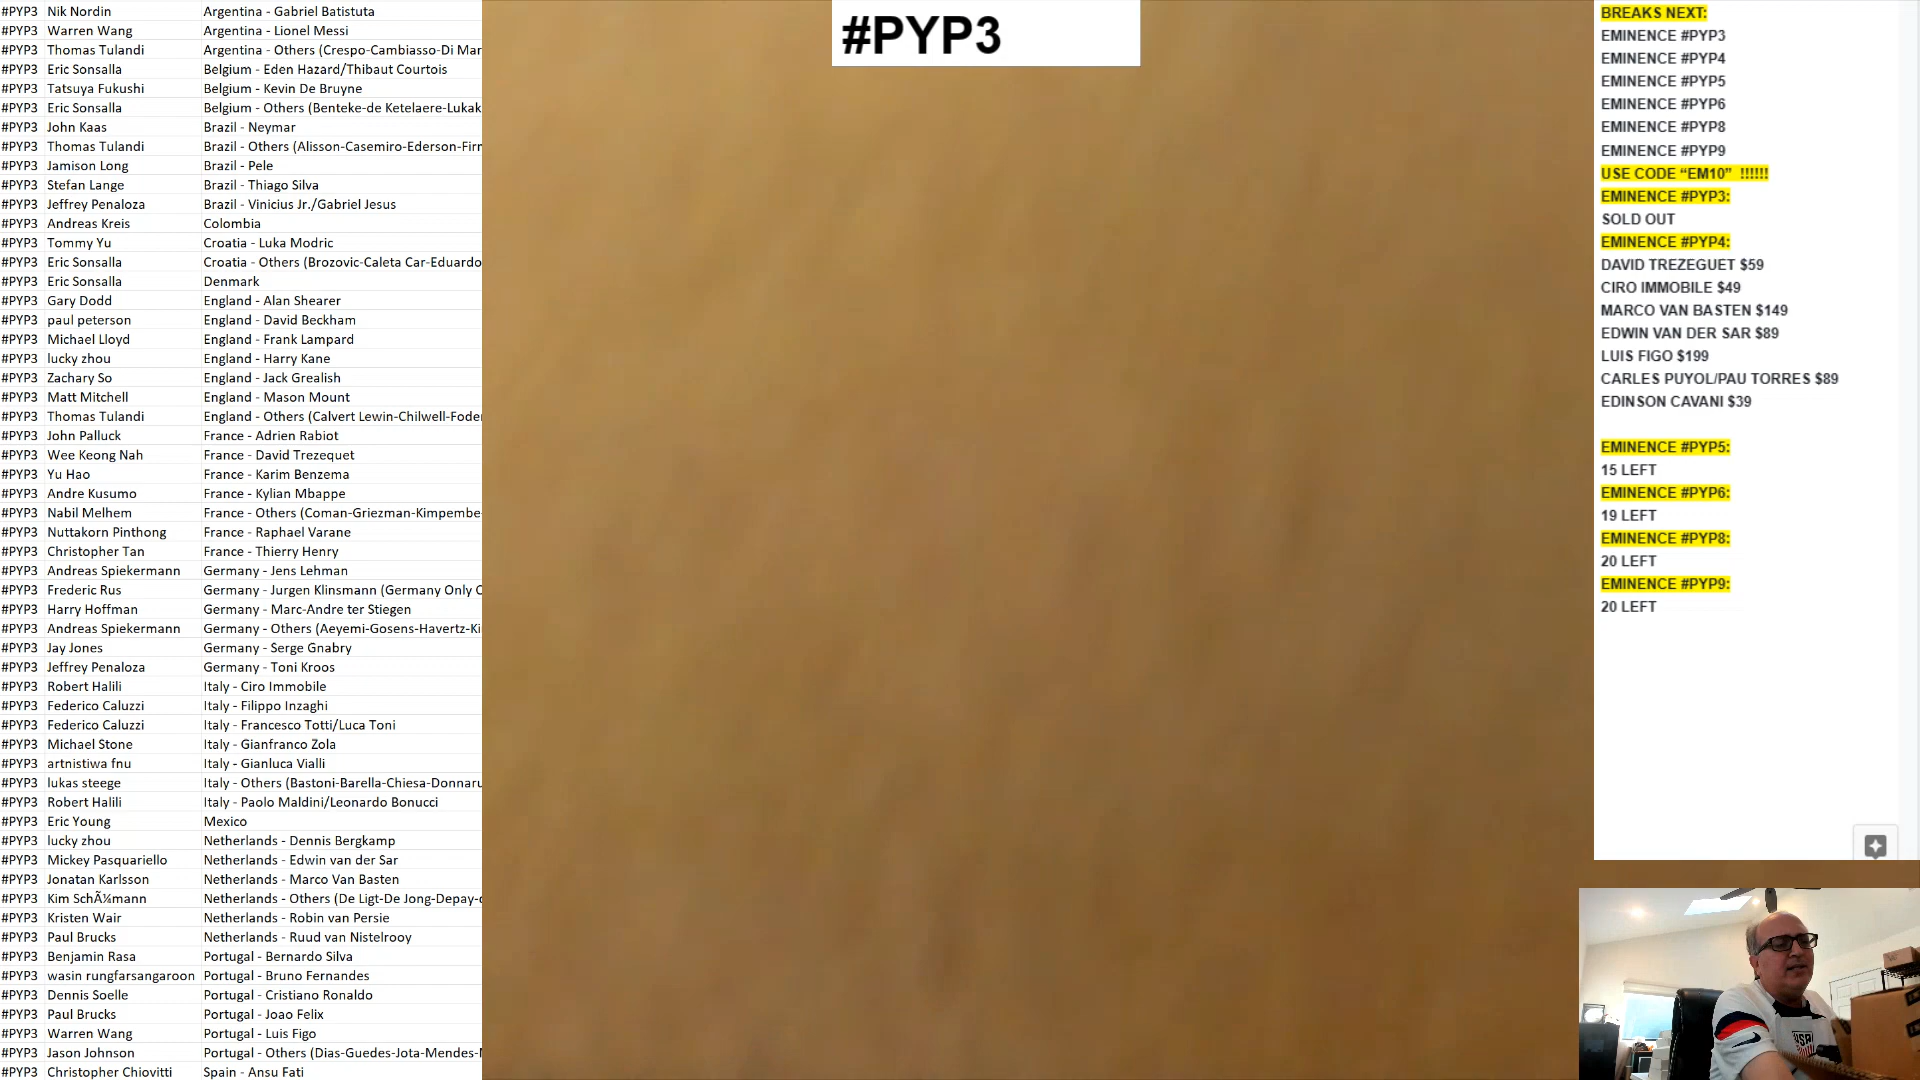 #PYP3 Nik Nordin Argentina - Gabriel Batistuta
#PYP3 Warren Wang Argentina - Lionel Messi
#PYP3 Thomas Tulandi Argentina - Others (Crespo-Cambiasso-Di Mar
#PYP3 Eric Sonsalla Belgium - Eden Hazard/Thibaut Courtois
#PYP3 Tatsuya Fukushi Belgium - Kevin De Bruyne
#PYP3 Eric Sonsalla Belgium - Others (Benteke-de Ketelaere-Lukak
#PYP3 John Kaas Brazil - Neymar
#PYP3 Thomas Tulandi Brazil - Others (Alisson-Casemiro-Ederson-Firr
#PYP3 Jamison Long Brazil - Pele
#PYP3 Stefan Lange Brazil - Thiago Silva
#PYP3 Jeffrey Penaloza Brazil - Vinicius Jr./Gabriel Jesus
#PYP3 Andreas Kreis Colombia
#PYP3 Tommy Yu Croatia - Luka Modric
#PYP3 Eric Sonsalla Croatia - Others (Brozovic-Caleta Car-Eduardo
#PYP3 Eric Sonsalla Denmark
#PYP3 Gary Dodd England - Alan Shearer
#PYP3 paul peterson England - David Beckham
#PYP3 Michael Lloyd England - Frank Lampard
#PYP3 lucky zhou England - Harry Kane
#PYP3 Zachary So England - Jack Grealish
#PYP3 Matt Mitchell England - Mason Mount
#PYP3 Thomas Tulandi England - Others (Calvert Lewin-Chilwell-Foder
#PYP3 John Palluck France - Adrien Rabiot
#PYP3 Wee Keong Nah France - David Trezequet
#PYP3 Yu Hao France - Karim Benzema
#PYP3 Andre Kusumo France - Kylian Mbappe
#PYP3 Nabil Melhem France - Others (Coman-Griezman-Kimpembe-
#PYP3 Nuttakorn Pinthong France - Raphael Varane
#PYP3 Christopher Tan France - Thierry Henry
#PYP3 Andreas Spiekermann Germany - Jens Lehman
#PYP3 Frederic Rus Germany - Jurgen Klinsmann (Germany Only C
#PYP3 Harry Hoffman Germany - Marc-Andre ter Stiegen
#PYP3 Andreas Spiekermann Germany - Others (Aeyemi-Gosens-Havertz-Ki
#PYP3 Jay Jones Germany - Serge Gnabry
#PYP3 Jeffrey Penaloza Germany - Toni Kroos
#PYP3 Robert Halili Italy - Ciro Immobile
#PYP3 Federico Caluzzi Italy - Filippo Inzaghi
#PYP3 Federico Caluzzi Italy - Francesco Totti/Luca Toni
#PYP3 Michael Stone Italy - Gianfranco Zola
#PYP3 artnistiwa fnu Italy - Gianluca Vialli
#PYP3 lukas steege Italy - Others (Bastoni-Barella-Chiesa-Donnaru
#PYP3 Robert Halili Italy - Paolo Maldini/Leonardo Bonucci
#PYP3 Eric Young Mexico
#PYP3 lucky zhou Netherlands - Dennis Bergkamp
#PYP3 Mickey Pasquariello Netherlands - Edwin van der Sar
#PYP3 Jonatan Karlsson Netherlands - Marco Van Basten
#PYP3 Kim SchÃ¼mann Netherlands - Others (De Ligt-De Jong-Depay-d
#PYP3 Kristen Wair Netherlands - Robin van Persie
#PYP3 Paul Brucks Netherlands - Ruud van Nistelrooy
#PYP3 Benjamin Rasa Portugal - Bernardo Silva
#PYP3 wasin rungfarsangaroon Portugal - Bruno Fernandes
#PYP3 Dennis Soelle Portugal - Cristiano Ronaldo
#PYP3 Paul Brucks Portugal - Joao Felix
#PYP3 Warren Wang Portugal - Luis Figo
#PYP3 Jason Johnson Portugal - Others (Dias-Guedes-Jota-Mendes-
#PYP3 Christopher Chiovitti Spain - Ansu Fati
#PYP3
BREAKS NEXT:
EMINENCE #PYP3
EMINENCE #PYP4
EMINENCE #PYP5
EMINENCE #PYP6
EMINENCE #PYP8
EMINENCE #PYP9
USE CODE “EM10” !!!!!!
EMINENCE #PYP3:
SOLD OUT
EMINENCE #PYP4:
DAVID TREZEGUET $59
CIRO IMMOBILE $49
MARCO VAN BASTEN $149
EDWIN VAN DER SAR $89
LUIS FIGO $199
CARLES PUYOL/PAU TORRES $89
EDINSON CAVANI $39
EMINENCE #PYP5:
15 LEFT
EMINENCE #PYP6:
19 LEFT
EMINENCE #PYP8:
20 LEFT
EMINENCE #PYP9:
20 LEFT